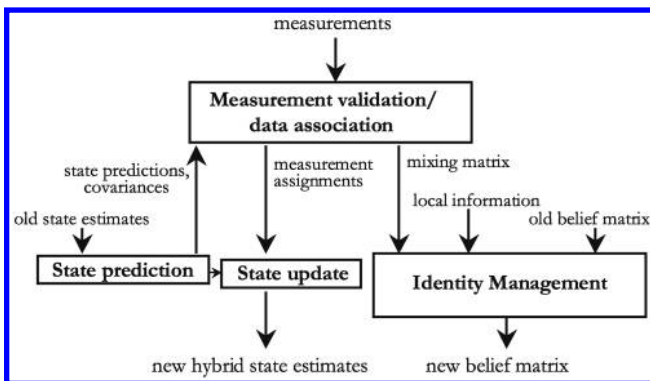 measurements
Measurement validation/
data association
state predictions,
covariances
measurement
assignments
mixing matrix
local information
old state estimates
old belief matrix
State prediction
State update
Identity Management
new hybrid state estimates
new belief matrix